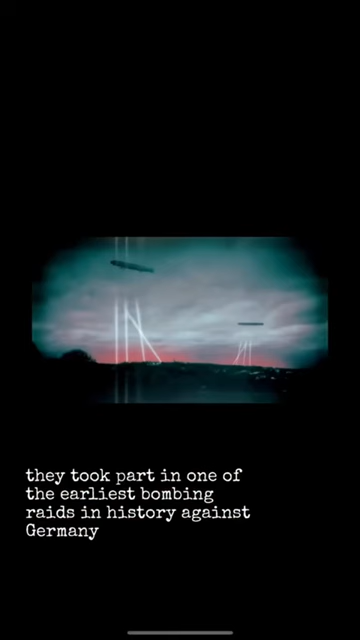 they took part in one of
the earliest bombing
raids in history against
Germany